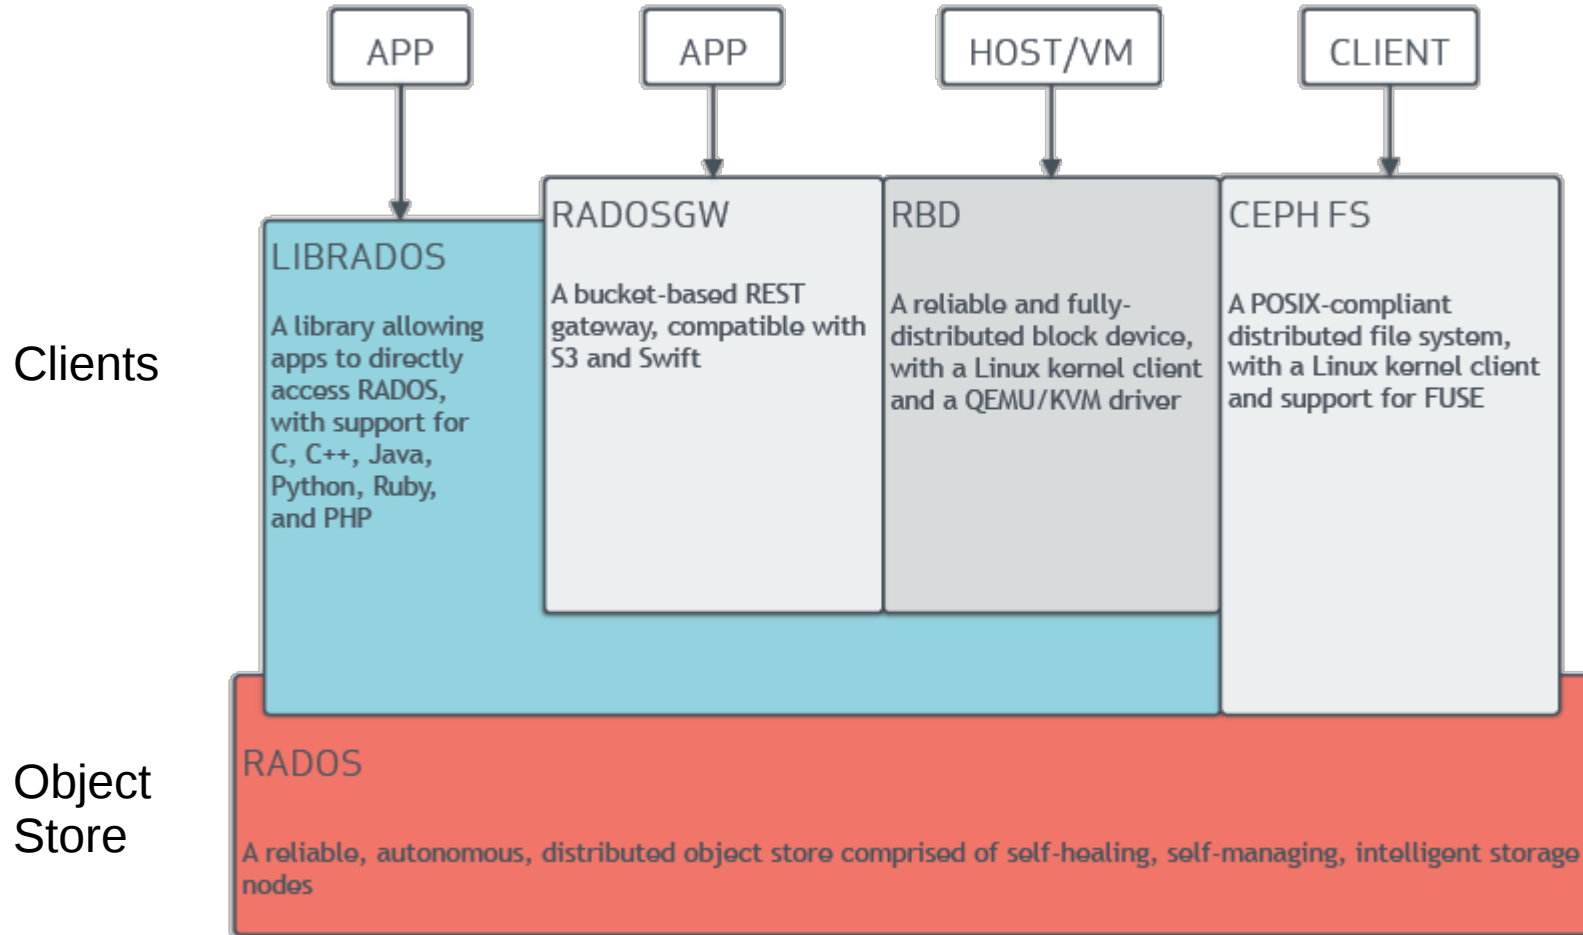 APP
APP
HOST/VM
CLIENT
Clients
LIBRADOS
A library allowing
apps to directly
access RADOS,
with support for
C, C++, Java,
Python, Ruby,
and PHP
RADOSGW
A bucket-based REST
gateway, compatible with
S3 and Swift
RBD
A reliable and fully-
distributed block device,
with a Linux kernel client
and a QEMU/KVM driver
CEPH FS
A POSIX-compliant
distributed file system,
with a Linux kernel client
and support for FUSE
Object
Store
RADOS
A reliable, autonomous, distributed object store comprised of self-healing, self-managing, intelligent storage
nodes